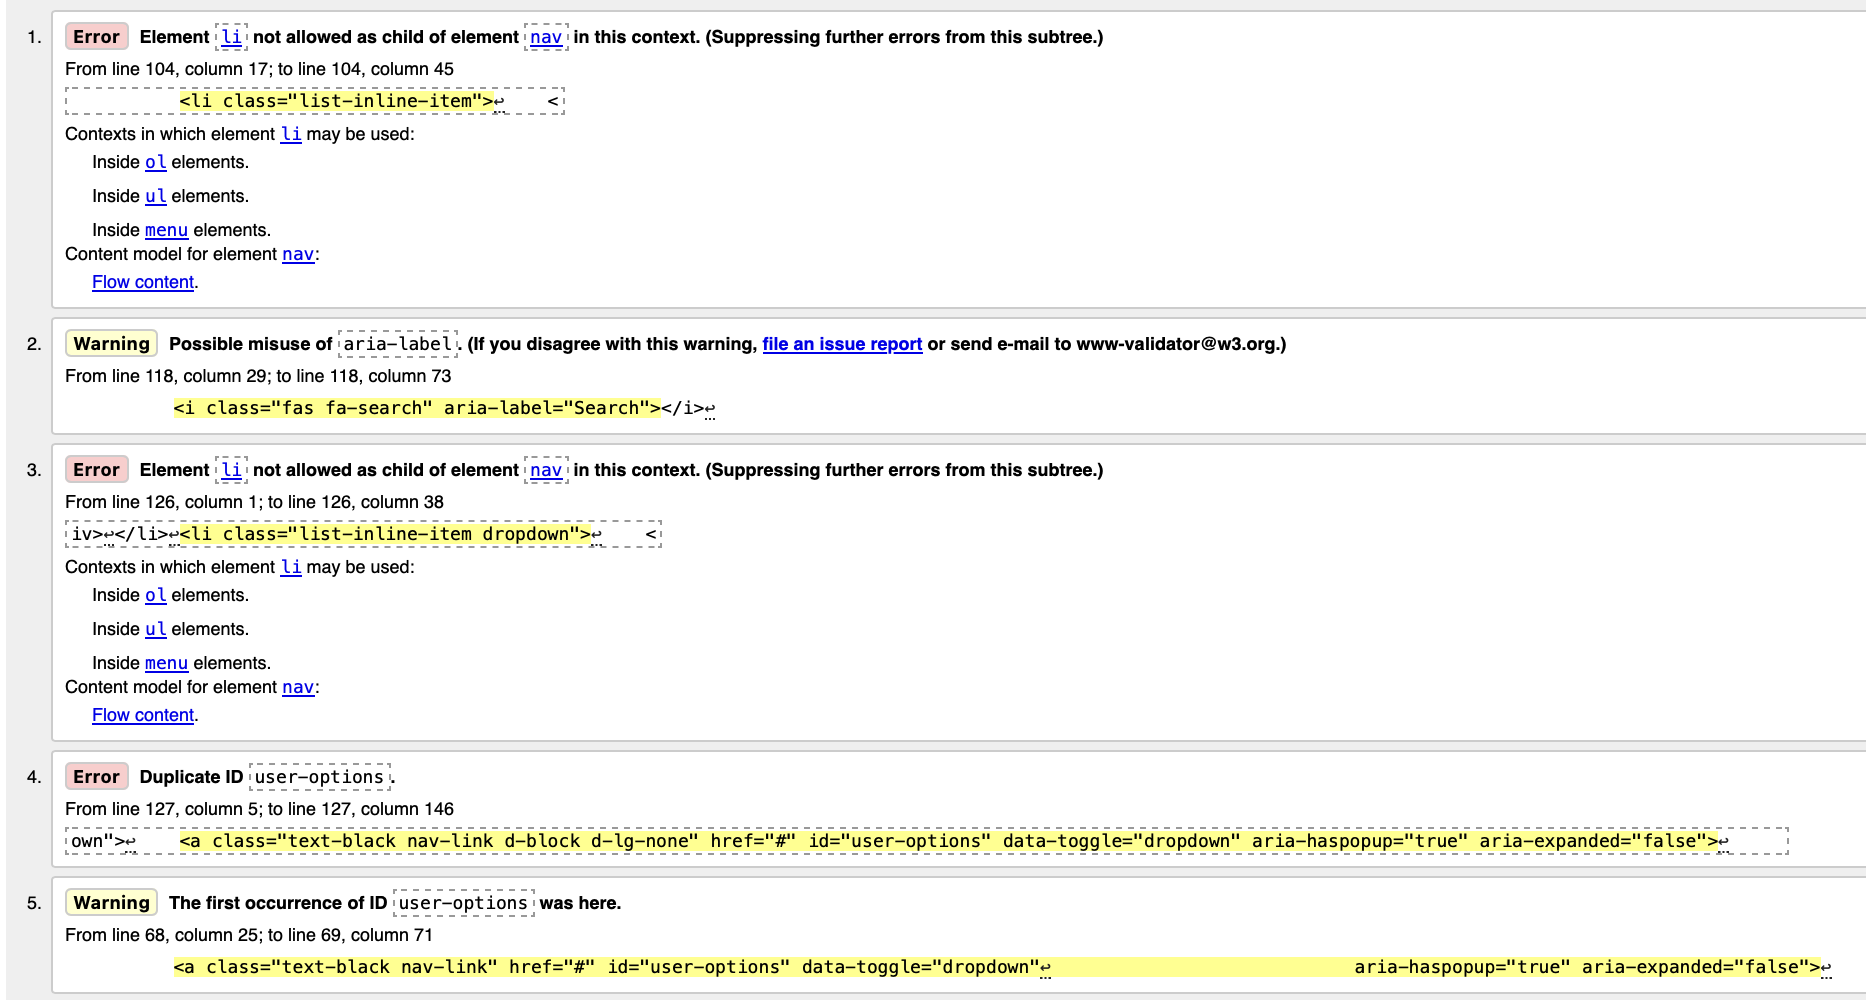 1. Error Element li not allowed as child of element nav in this context. (Suppressing further errors from this subtree.)
From line 104, column 17; to line 104, column 45
<li class="list-inline-item">↩ <
Contexts in which element li may be used:
Inside ol elements.
Inside ul elements.
Inside menu elements.
Content model for element nav:
Flow content.
2. Warning Possible misuse of aria-label. (If you disagree with this warning, file an issue report or send e-mail to www-validator@w3.org.)
From line 118, column 29; to line 118, column 73
<i class="fas fa-search" aria-label="Search"></i>↩
3. Error Element li not allowed as child of element nav in this context. (Suppressing further errors from this subtree.)
From line 126, column 1; to line 126, column 38
iv>↩</li>↩<li class="list-inline-item dropdown">↩ <
Contexts in which element li may be used:
Inside ol elements.
Inside ul elements.
Inside menu elements.
Content model for element nav:
Flow content.
4. Error Duplicate ID user-options.
From line 127, column 5; to line 127, column 146
own">↩ <a class="text-black nav-link d-block d-lg-none" href="#" id="user-options" data-toggle="dropdown" aria-haspopup="true" aria-expanded="false">↩
5. Warning The first occurrence of ID user-options was here.
From line 68, column 25; to line 69, column 71
<a class="text-black nav-link" href="#" id="user-options" data-toggle="dropdown"↩ aria-haspopup="true" aria-expanded="false">↩